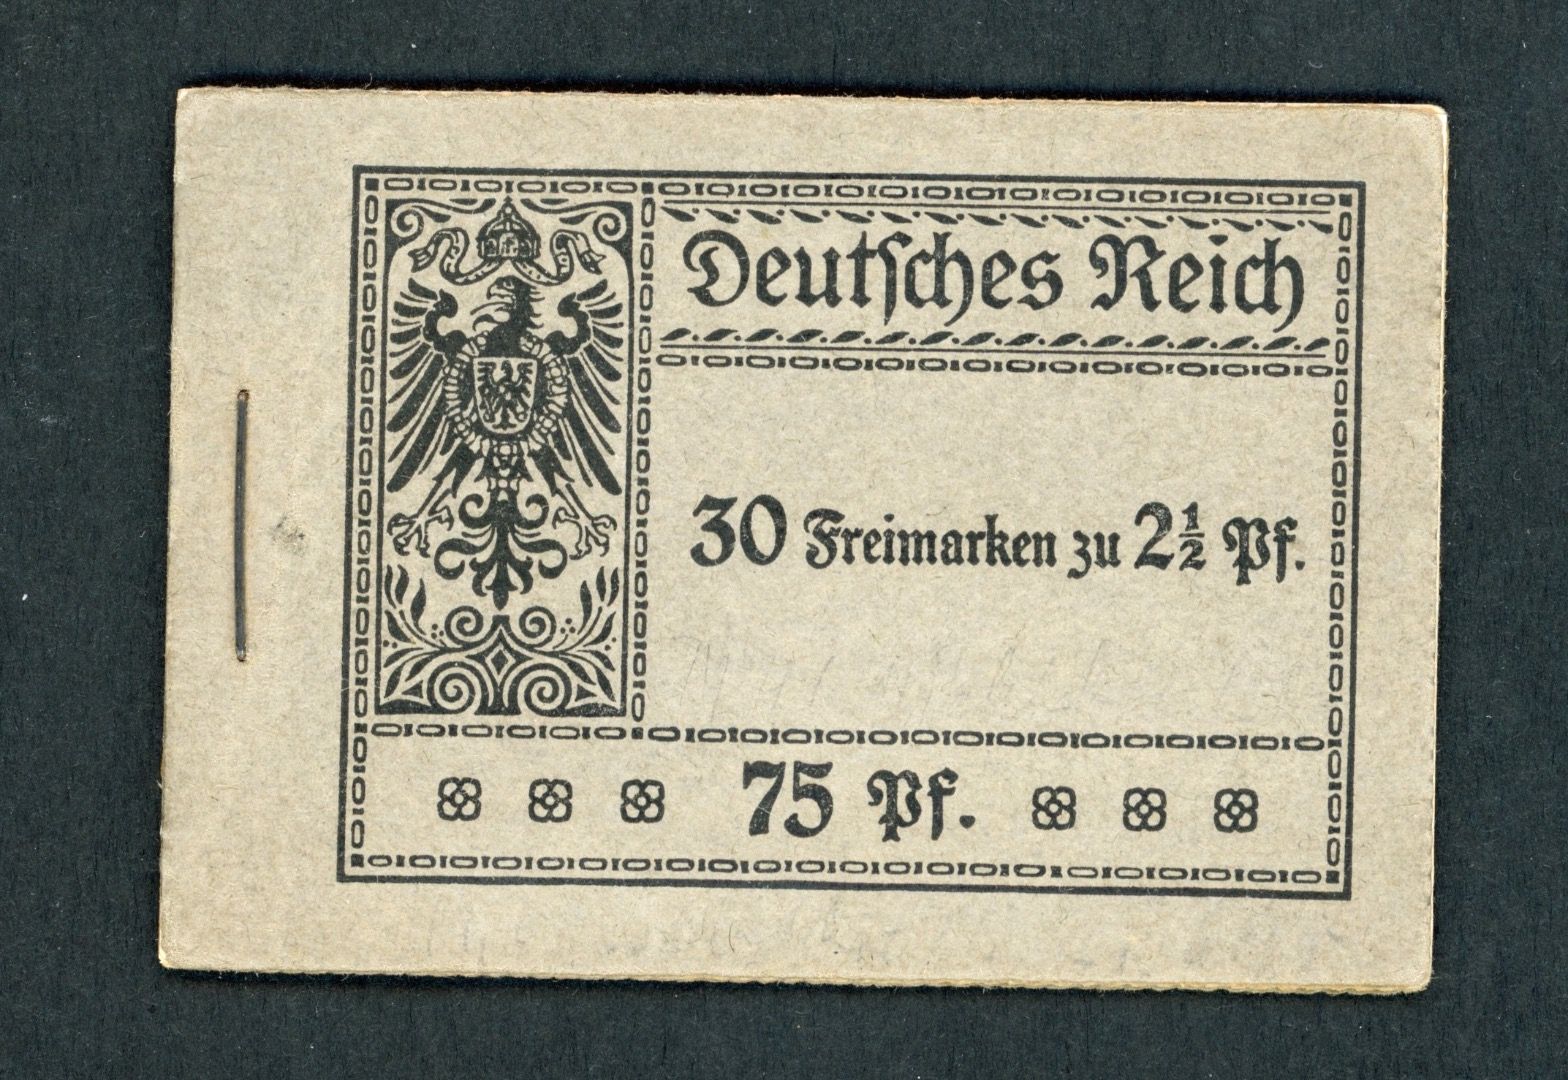 Deutſches Reich
30 Freimarken zu 2½ Pf.
75 Pf.